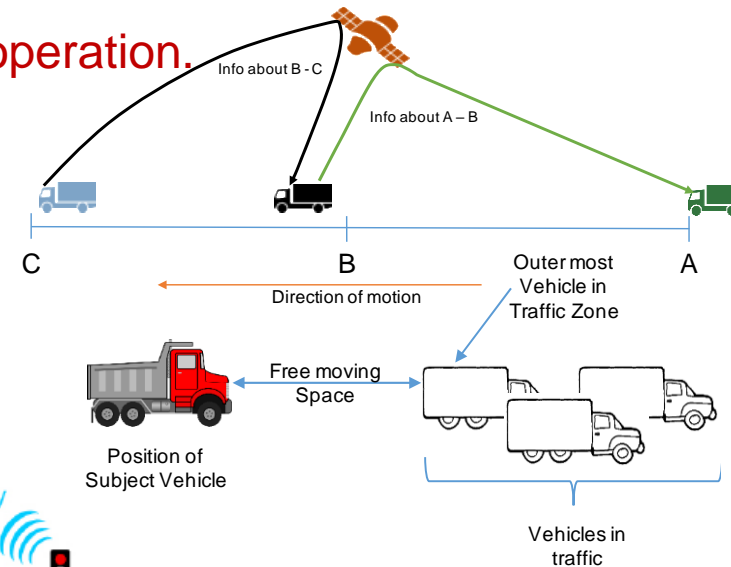 operation.
Info about B - C
Info about A – B
C
B
A
Direction of motion
Outer most
Vehicle in
Traffic Zone
Free moving
Space
Position of
Subject Vehicle
Vehicles in
traffic